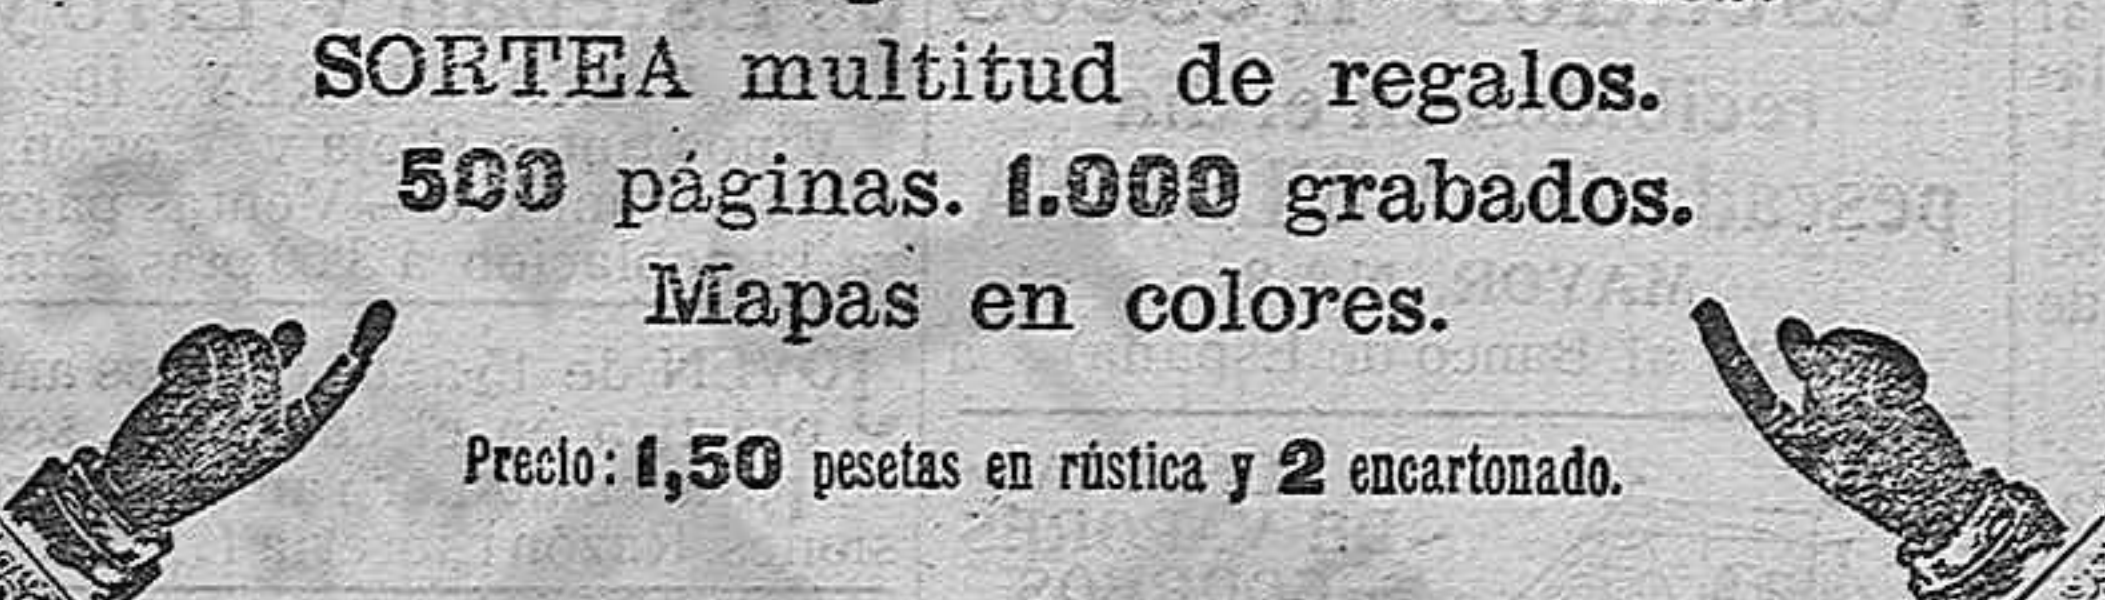 SORTEA multitud de regalos.
500 páginas. 1.000 grabados.
Mapas en colores.
Precio: 1,50 pesetas en rústica y 2 encartonado.